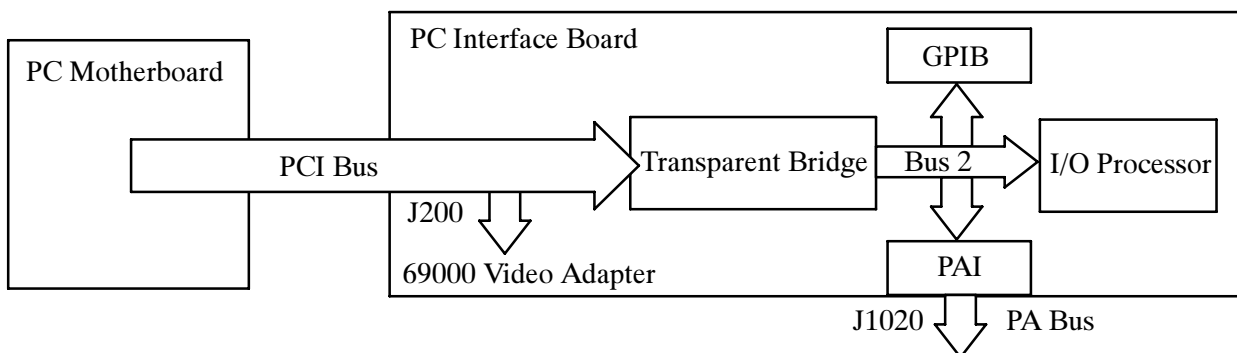 PC Interface Board
PC Motherboard
GPIB
PCI Bus
Transparent Bridge
Bus 2
I/O Processor
J200
69000 Video Adapter
PAI
J1020
PA Bus